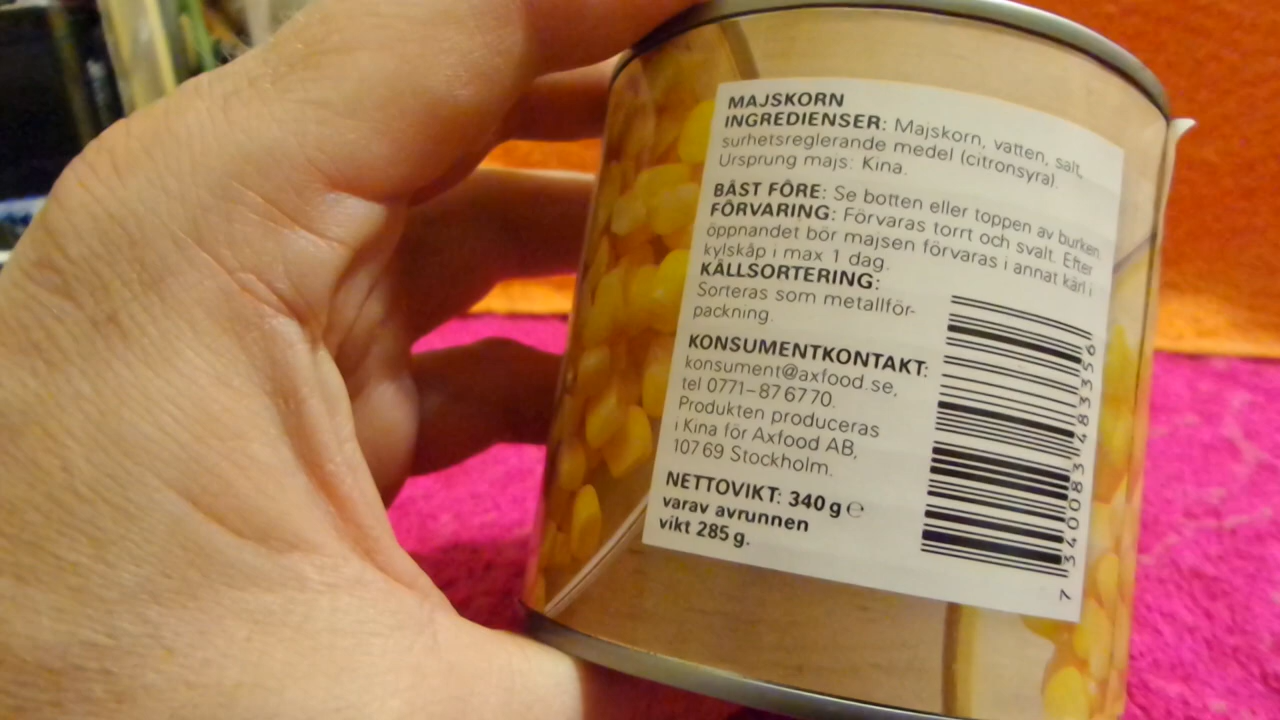 MAJSKORN
INGREDIENSER: Majskorn, vatten, salt,
surhetsreglerande medel (citronsyra).
Ursprung majs: Kina.
BÄST FÖRE: Se botten eller toppen av burken.
FÖRVARING: Förvaras torrt och svalt. Efter
öppnandet bör majsen förvaras i annat kärl i
kylskåp i max 1 dag.
KÄLLSORTERING:
Sorteras som metallför-
packning.
KONSUMENTKONTAKT:
konsument@axfood.se,
tel 0771-87 67 70.
Produkten produceras
i Kina för Axfood AB,
107 69 Stockholm.
NETTOVIKT: 340 g ℮
varav avrunnen
vikt 285 g.
7 340083 483356